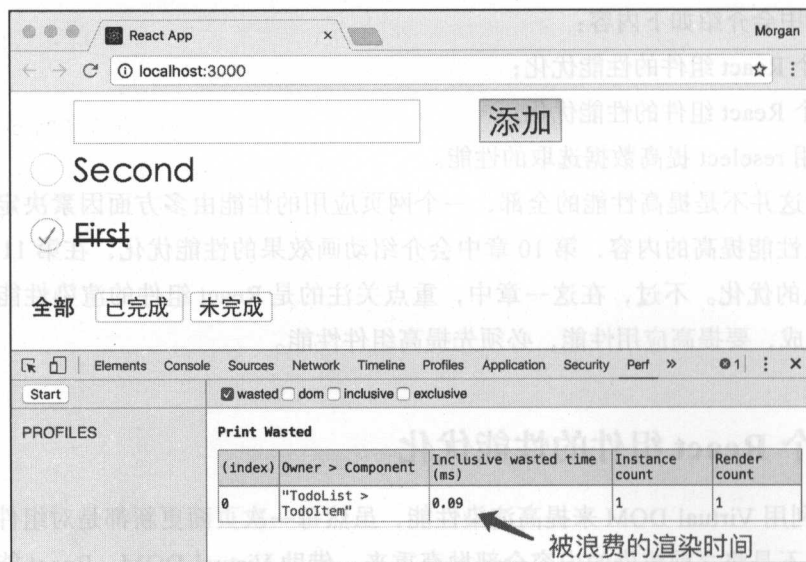 React App
Morgan
localhost:3000
添加
Second
First
全部 已完成 未完成
Elements Console Sources Network Timeline Profiles Application Security Perf » 1
Start
wasted dom inclusive exclusive
PROFILES
Print Wasted
(index) Owner > Component Inclusive wasted time (ms) Instance count Render count
0 "TodoList > TodoItem" 0.09 1 1
被浪费的渲染时间